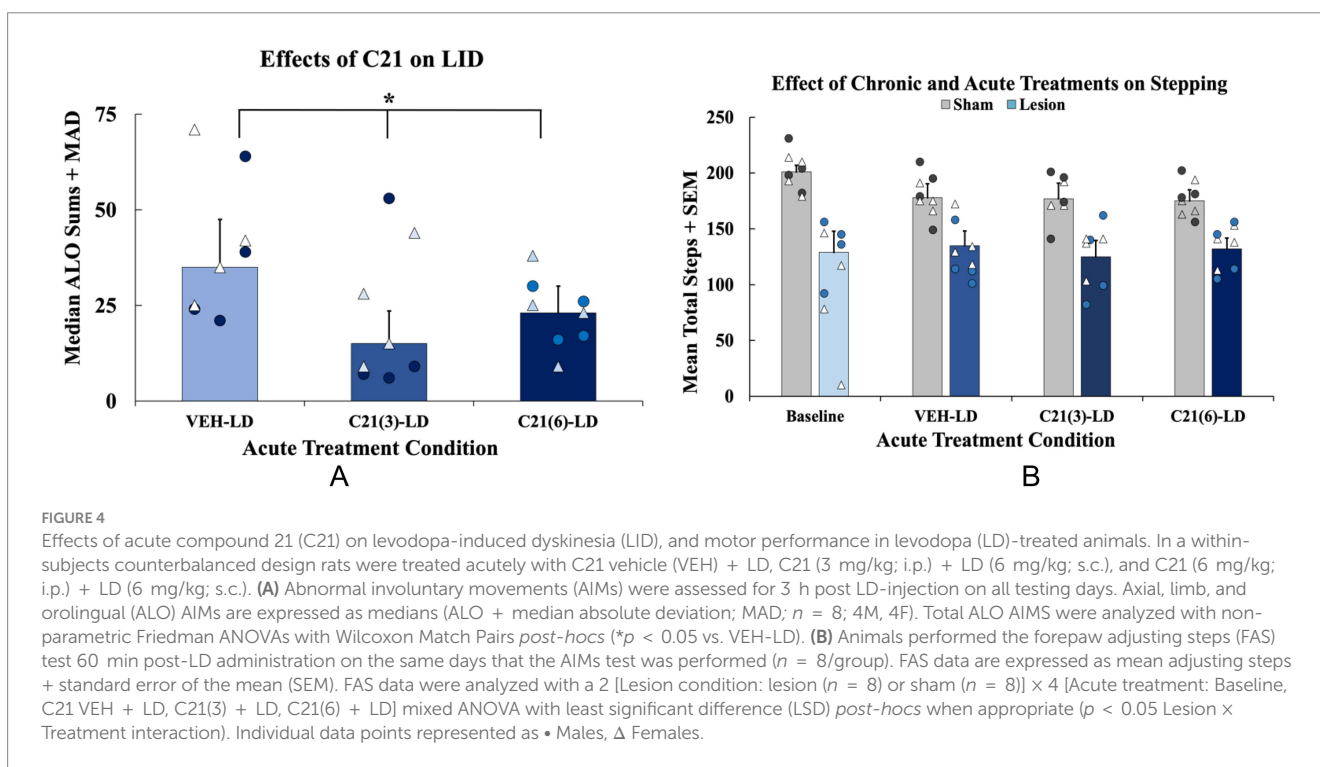 Effects of C21 on LID
*
Median ALO Sums + MAD
75
50
25
0
VEH-LD
C21(3)-LD
C21(6)-LD
Acute Treatment Condition
A
Effect of Chronic and Acute Treatments on Stepping
Sham
Lesion
Mean Total Steps + SEM
250
200
150
100
50
0
Baseline
VEH-LD
C21(3)-LD
C21(6)-LD
Acute Treatment Condition
B
FIGURE 4
Effects of acute compound 21 (C21) on levodopa-induced dyskinesia (LID), and motor performance in levodopa (LD)-treated animals. In a within-
subjects counterbalanced design rats were treated acutely with C21 vehicle (VEH) + LD, C21 (3 mg/kg; i.p.) + LD (6 mg/kg; s.c.), and C21 (6 mg/kg;
i.p.) + LD (6 mg/kg; s.c.). (A) Abnormal involuntary movements (AIMs) were assessed for 3 h post LD-injection on all testing days. Axial, limb, and
orolingual (ALO) AIMs are expressed as medians (ALO + median absolute deviation; MAD; n = 8; 4M, 4F). Total ALO AIMS were analyzed with non-
parametric Friedman ANOVAs with Wilcoxon Match Pairs post-hocs (*p < 0.05 vs. VEH-LD). (B) Animals performed the forepaw adjusting steps (FAS)
test 60 min post-LD administration on the same days that the AIMs test was performed (n = 8/group). FAS data are expressed as mean adjusting steps
+ standard error of the mean (SEM). FAS data were analyzed with a 2 [Lesion condition: lesion (n = 8) or sham (n = 8)] × 4 [Acute treatment: Baseline,
C21 VEH + LD, C21(3) + LD, C21(6) + LD] mixed ANOVA with least significant difference (LSD) post-hocs when appropriate (p < 0.05 Lesion ×
Treatment interaction). Individual data points represented as • Males, Δ Females.